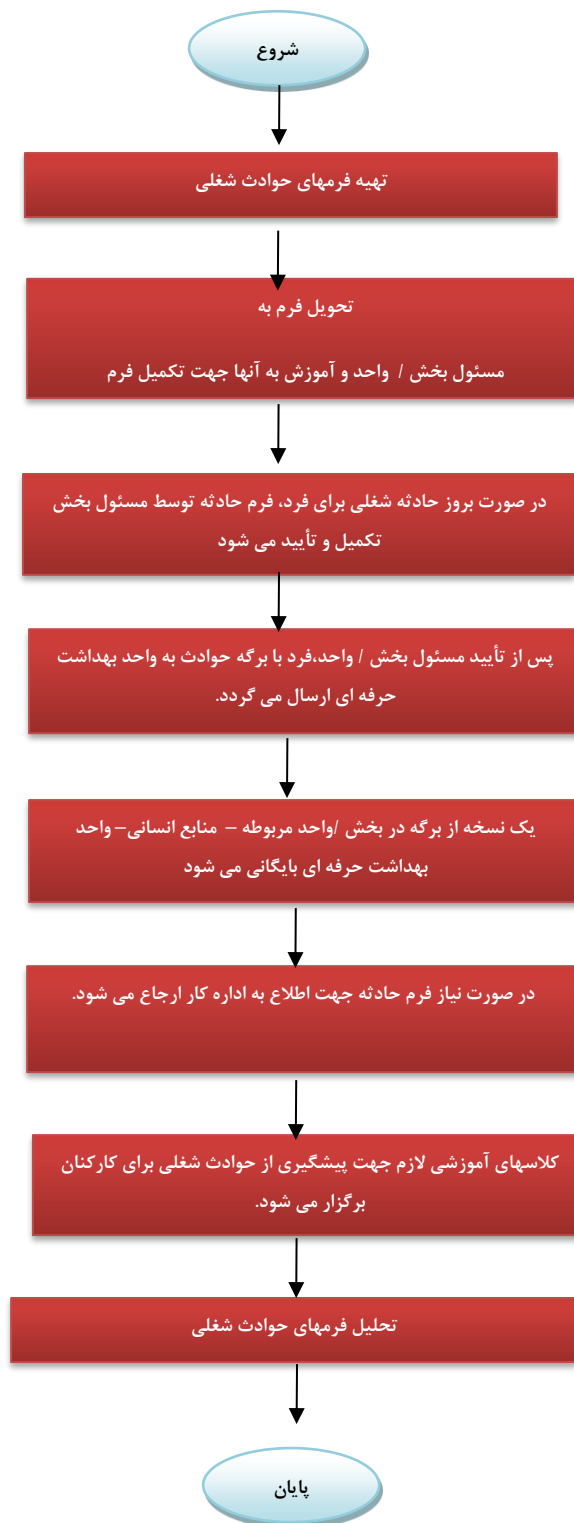 شروع
تهیه فرمهای حوادث شغلی
تحویل فرم به
مسئول بخش / واحد و آموزش به آنها جهت تکمیل فرم
در صورت بروز حادثه شغلی برای فرد، فرم حادثه توسط مسئول بخش
تکمیل و تأیید می شود
پس از تأیید مسئول بخش / واحد،فرد با برگه حوادث به واحد بهداشت
حرفه ای ارسال می گردد.
یک نسخه از برگه در بخش /واحد مربوطه – منابع انسانی– واحد
بهداشت حرفه ای بایگانی می شود
در صورت نیاز فرم حادثه جهت اطلاع به اداره کار ارجاع می شود.
کلاسهای آموزشی لازم جهت پیشگیری از حوادث شغلی برای کارکنان
برگزار می شود.
تحلیل فرمهای حوادث شغلی
پایان